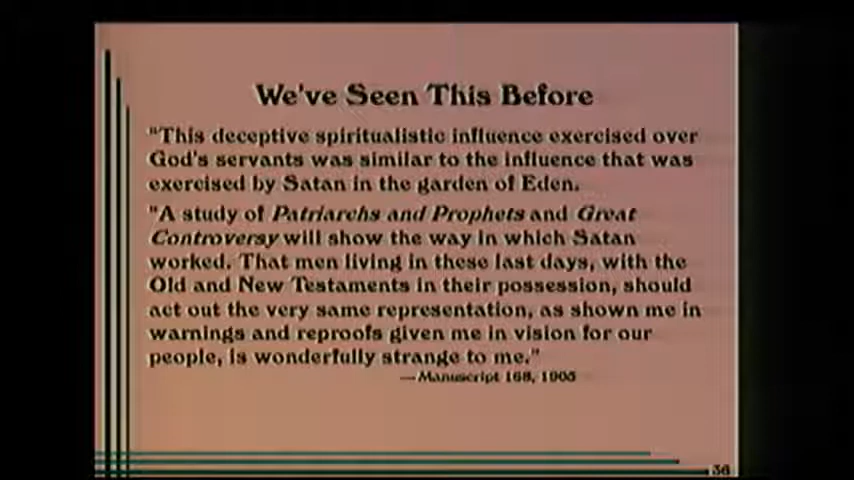 We've Seen This Before
"This deceptive spiritualistic influence exercised over
God's servants was similar to the influence that was
exercised by Satan in the garden of Eden.
"A study of Patriarchs and Prophets and Great
Controversy will show the way in which Satan
worked. That men living in these last days, with the
Old and New Testaments in their possession, should
act out the very same representation, as shown me in
warnings and reproofs given me in vision for our
people, is wonderfully strange to me."
—Manuscript 168, 1905
36